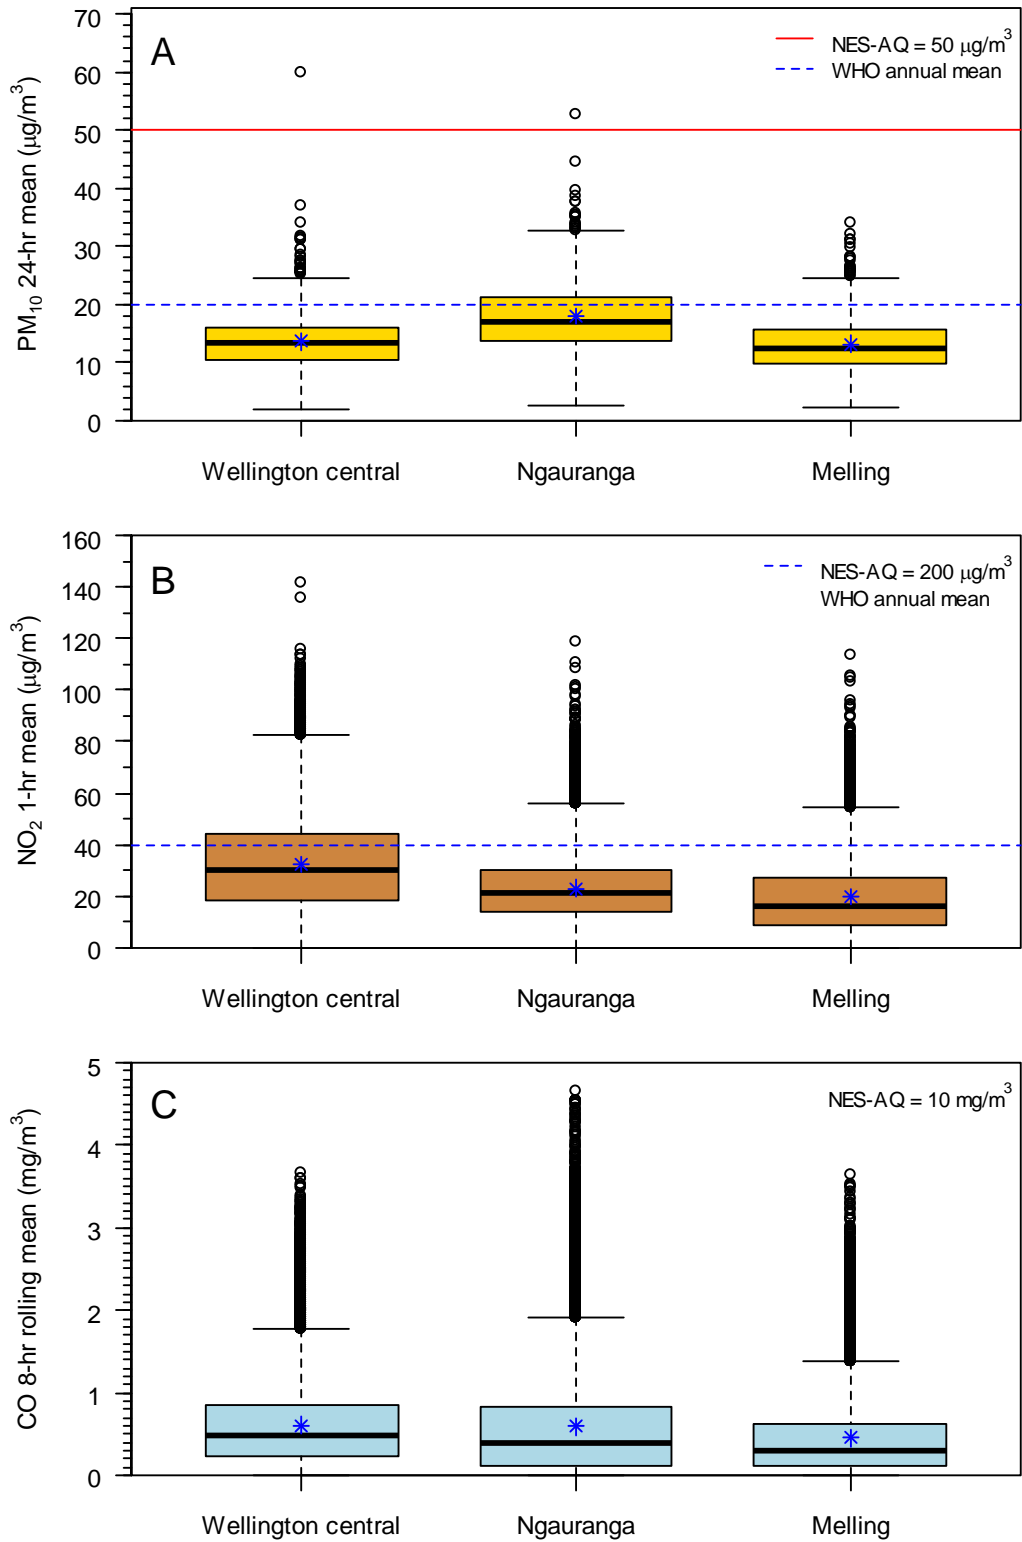 A
NES-AQ = 50 µg/m³
WHO annual mean
PM₁₀ 24-hr mean (µg/m³)
70
60
50
40
30
20
10
0
Wellington central Ngauranga Melling
B
NES-AQ = 200 µg/m³
WHO annual mean
NO₂ 1-hr mean (µg/m³)
160
140
120
100
80
60
40
20
0
Wellington central Ngauranga Melling
C
NES-AQ = 10 mg/m³
CO 8-hr rolling mean (mg/m³)
5
4
3
2
1
0
Wellington central Ngauranga Melling